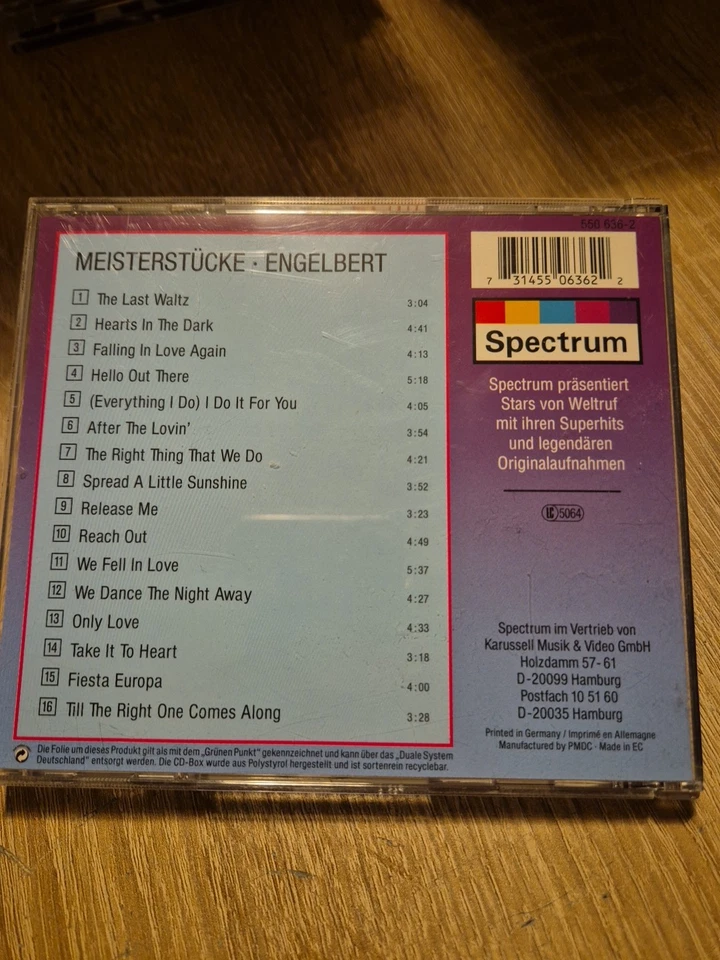 MEISTERSTÜCKE · ENGELBERT
1 The Last Waltz 3:04
2 Hearts In The Dark 4:41
3 Falling In Love Again 4:13
4 Hello Out There 5:18
5 (Everything I Do) I Do It For You 4:05
6 After The Lovin' 3:54
7 The Right Thing That We Do 4:21
8 Spread A Little Sunshine 3:52
9 Release Me 3:23
10 Reach Out 4:49
11 We Fell In Love 5:37
12 We Dance The Night Away 4:27
13 Only Love 4:33
14 Take It To Heart 3:18
15 Fiesta Europa 4:00
16 Till The Right One Comes Along 3:28
Die Folie um dieses Produkt gilt als mit dem „Grünen Punkt" gekennzeichnet und kann über das „Duale System
Deutschland" entsorgt werden. Die CD-Box wurde aus Polystyrol hergestellt und ist sortenrein recyclebar.
550 636-2
7 31455 06362 2
Spectrum
Spectrum präsentiert
Stars von Weltruf
mit ihren Superhits
und legendären
Originalaufnahmen
LC 5064
Spectrum im Vertrieb von
Karussell Musik & Video GmbH
Holzdamm 57-61
D-20099 Hamburg
Postfach 10 51 60
D-20035 Hamburg
Printed in Germany / Imprimé en Allemagne
Manufactured by PMDC · Made in EC